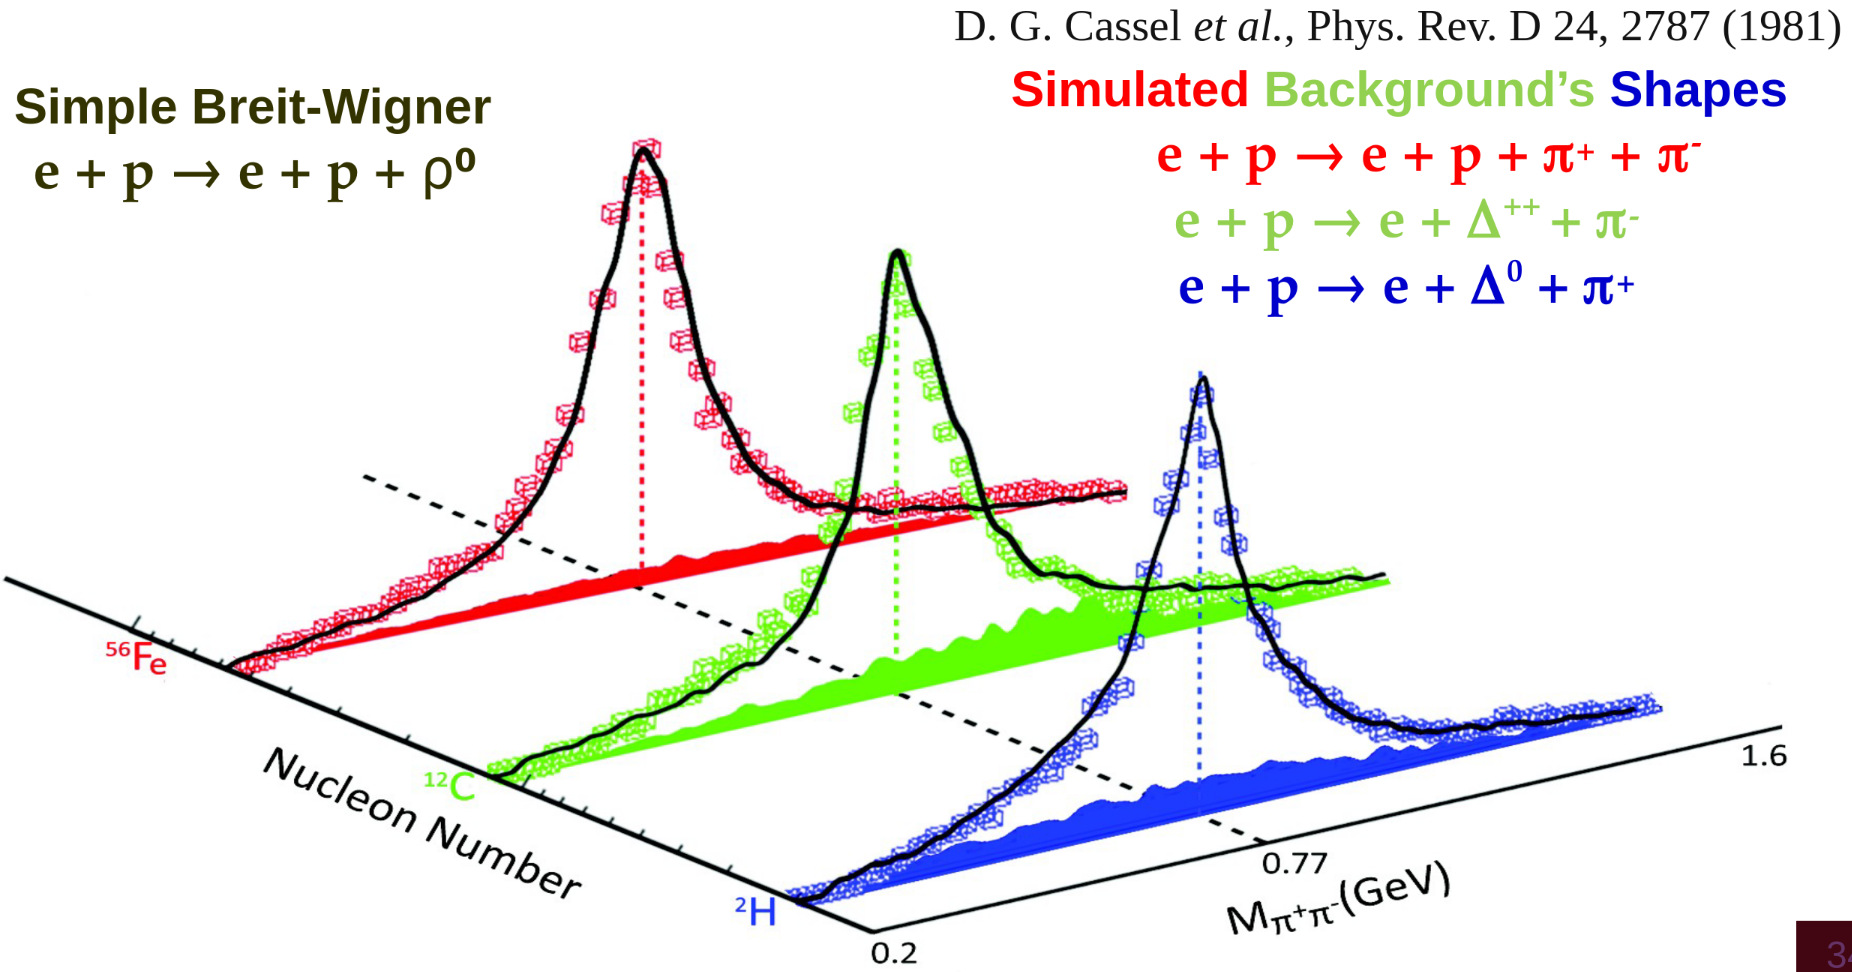 D. G. Cassel et al., Phys. Rev. D 24, 2787 (1981)
Simple Breit-Wigner
e + p → e + p + ρ⁰
Simulated Background’s Shapes
e + p → e + p + π⁺ + π⁻
e + p → e + Δ⁺⁺ + π⁻
e + p → e + Δ⁰ + π⁺
⁵⁶Fe
¹²C
²H
Nucleon Number
0.2
0.77
1.6
Mπ⁺π⁻(GeV)
34